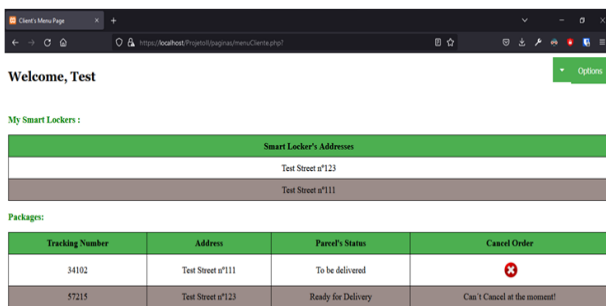 Client's Menu Page
https://localhost/ProjetoII/paginas/menuCliente.php?
Welcome, Test
Options
My Smart Lockers :
Smart Locker's Addresses
Test Street nº123
Test Street nº111
Packages:
Tracking Number Address Parcel's Status Cancel Order
34102 Test Street nº111 To be delivered
57215 Test Street nº123 Ready for Delivery Can't Cancel at the moment!